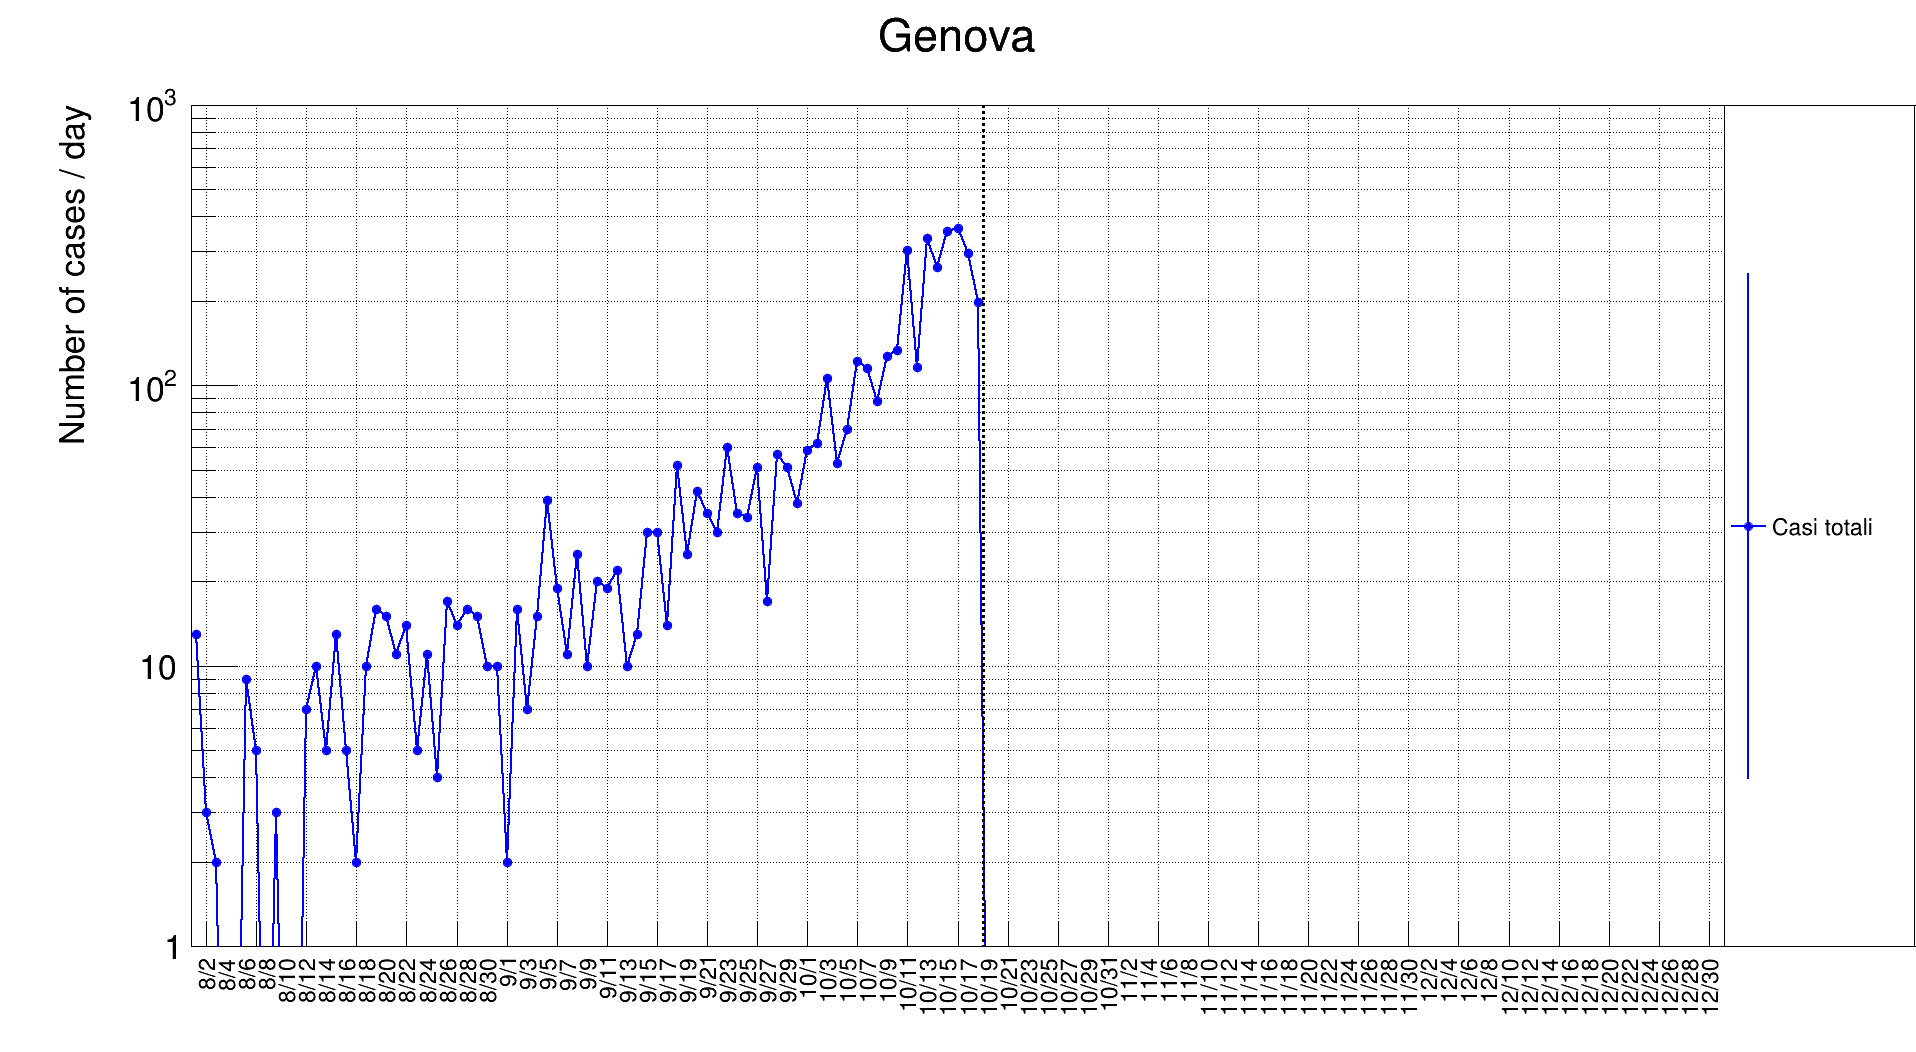 Genova
Number of cases / day
10³
10²
10
1
8/2 8/4 8/6 8/8 8/10 8/12 8/14 8/16 8/18 8/20 8/22 8/24 8/26 8/28 8/30 9/1 9/3 9/5 9/7 9/9 9/11 9/13 9/15 9/17 9/19 9/21 9/23 9/25 9/27 9/29 10/1 10/3 10/5 10/7 10/9 10/11 10/13 10/15 10/17 10/19 10/21 10/23 10/25 10/27 10/29 10/31 11/2 11/4 11/6 11/8 11/10 11/12 11/14 11/16 11/18 11/20 11/22 11/24 11/26 11/28 11/30 12/2 12/4 12/6 12/8 12/10 12/12 12/14 12/16 12/18 12/20 12/22 12/24 12/26 12/28 12/30
Casi totali